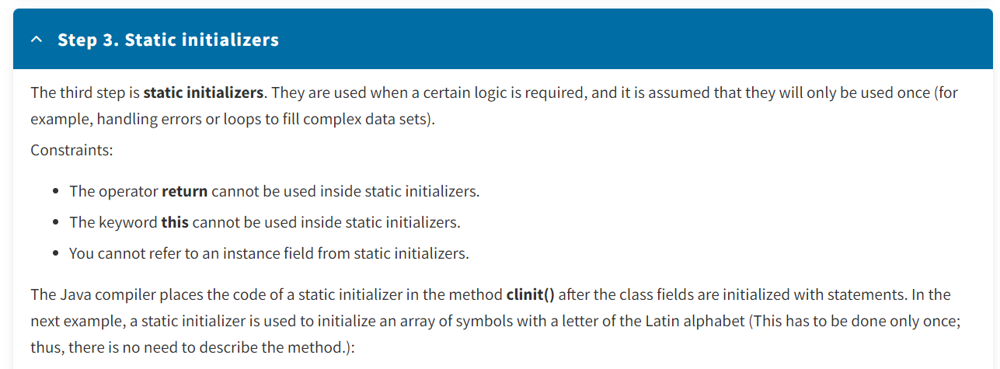 Step 3. Static initializers
The third step is static initializers. They are used when a certain logic is required, and it is assumed that they will only be used once (for
example, handling errors or loops to fill complex data sets).
Constraints:
• The operator return cannot be used inside static initializers.
• The keyword this cannot be used inside static initializers.
• You cannot refer to an instance field from static initializers.
The Java compiler places the code of a static initializer in the method clinit() after the class fields are initialized with statements. In the
next example, a static initializer is used to initialize an array of symbols with a letter of the Latin alphabet (This has to be done only once;
thus, there is no need to describe the method.):